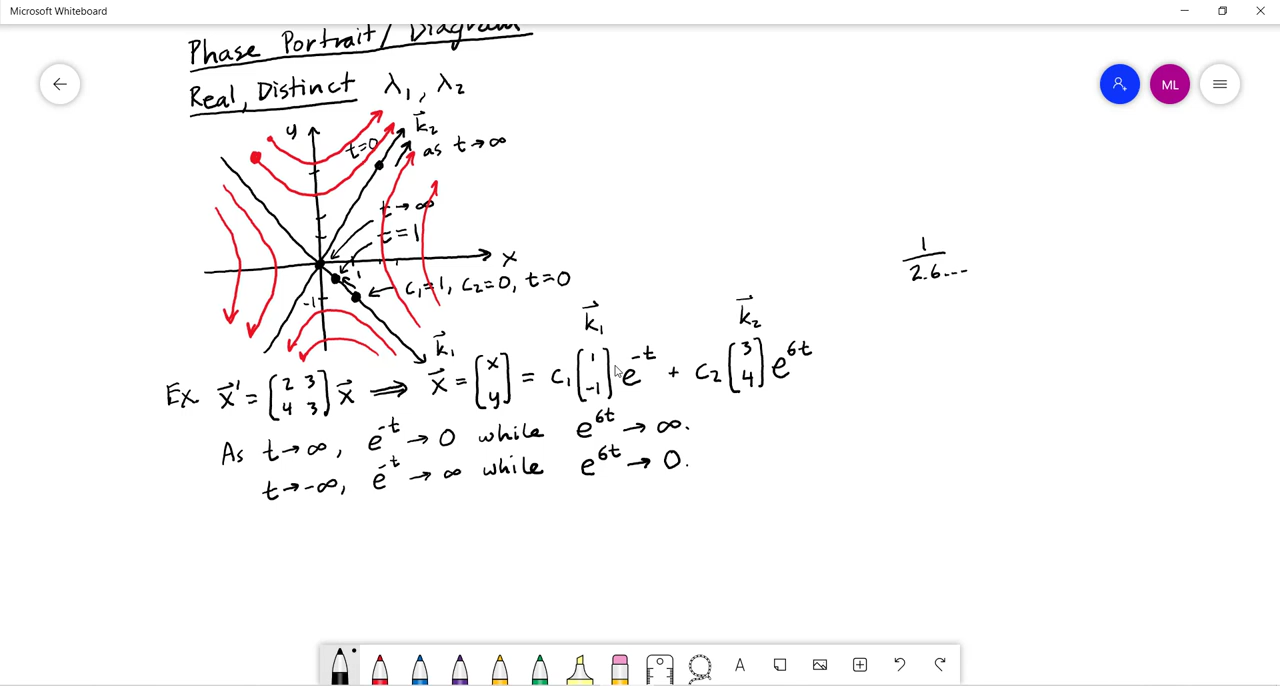 Microsoft Whiteboard
Phase Portrait / Diagram
ML
Real, Distinct λ₁, λ₂
y
k⃗₂
t=0
as t→∞
t→∞
t=1
x
1
c₁=1, c₂=0, t=0
-1
1/2.6...
k⃗₁ k⃗₂
k⃗₁
Ex x⃗' = [2 3; 4 3] x⃗ ⟹ x⃗ = [x; y] = c₁ [1; -1] e^{-t} + c₂ [3; 4] e^{6t}
As t→∞, e^{-t} → 0 while e^{6t} → ∞.
t→-∞, e^{-t} → ∞ while e^{6t} → 0.
A